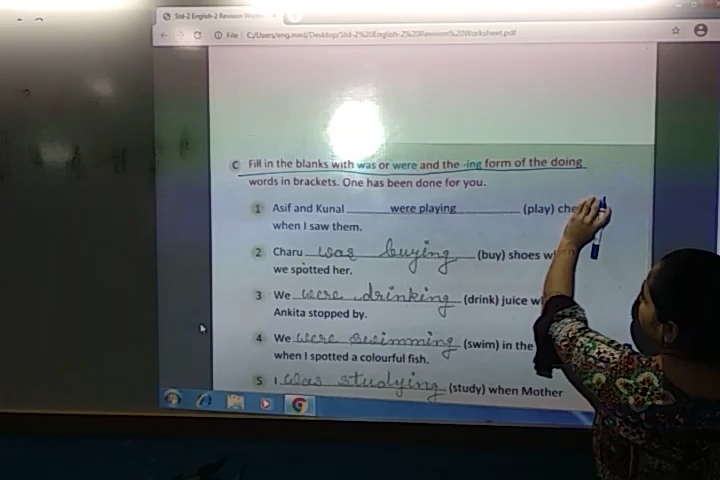 Std-2 English-2 Revision Works
File | C:/Users/eng.med/Desktop/Std-2%20English-2%20Revision%20Worksheet.pdf
C Fill in the blanks with was or were and the -ing form of the doing
words in brackets. One has been done for you.
1 Asif and Kunal ______were playing__________ (play) che
when I saw them.
2 Charu was buying (buy) shoes w
we spotted her.
3 We were drinking (drink) juice w
Ankita stopped by.
4 We were swimming (swim) in the
when I spotted a colourful fish.
5 I was studying (study) when Mother